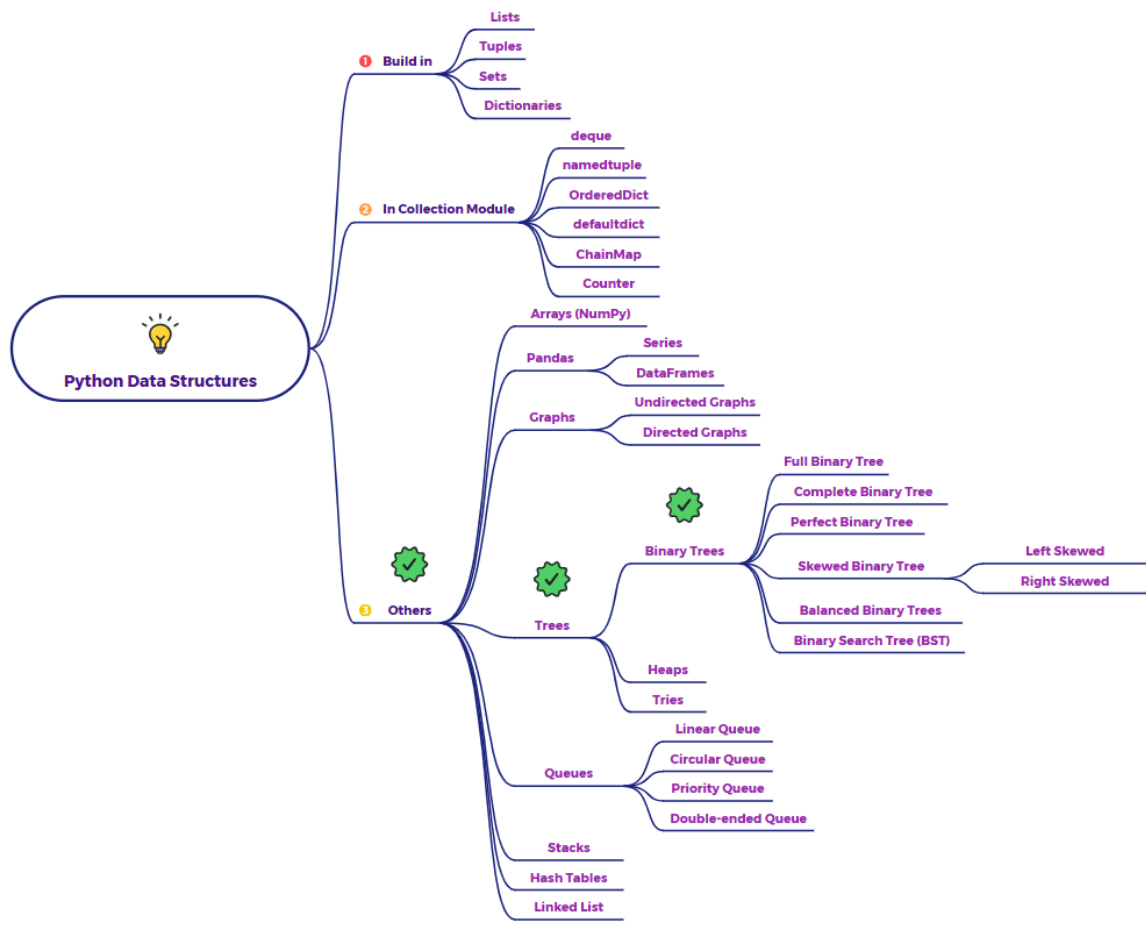 Python Data Structures
1 Build in
Lists
Tuples
Sets
Dictionaries
2 In Collection Module
deque
namedtuple
OrderedDict
defaultdict
ChainMap
Counter
3 Others
Arrays (NumPy)
Pandas
Series
DataFrames
Graphs
Undirected Graphs
Directed Graphs
Trees
Binary Trees
Full Binary Tree
Complete Binary Tree
Perfect Binary Tree
Skewed Binary Tree
Left Skewed
Right Skewed
Balanced Binary Trees
Binary Search Tree (BST)
Heaps
Tries
Queues
Linear Queue
Circular Queue
Priority Queue
Double-ended Queue
Stacks
Hash Tables
Linked List